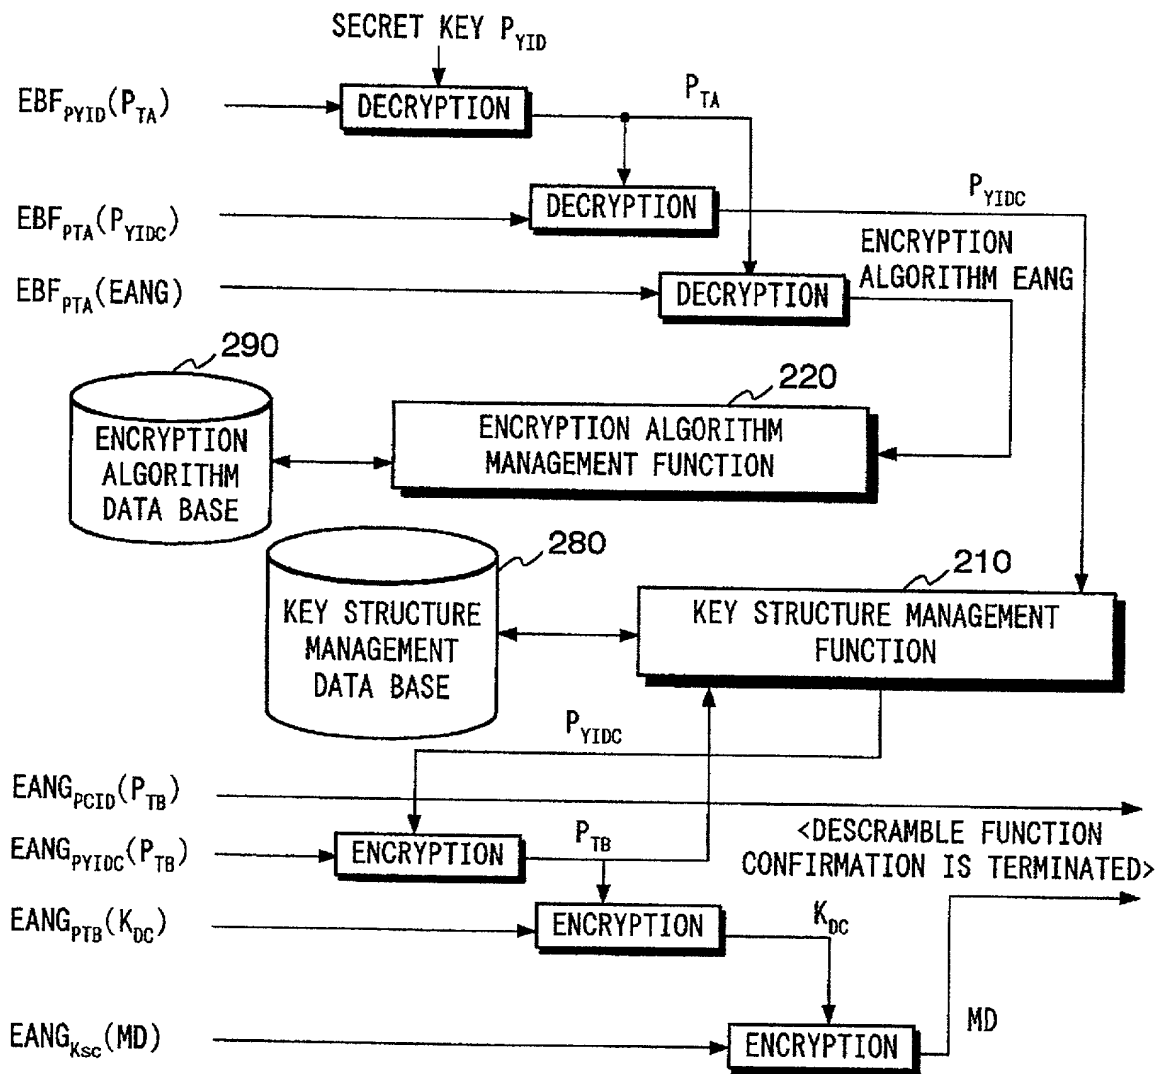 SECRET KEY P_YID
EBF_PYID(P_TA)
DECRYPTION
P_TA
EBF_PTA(P_YIDC)
DECRYPTION
P_YIDC
EBF_PTA(EANG)
DECRYPTION
ENCRYPTION
ALGORITHM EANG
290
ENCRYPTION
ALGORITHM
DATA BASE
220
ENCRYPTION ALGORITHM
MANAGEMENT FUNCTION
280
KEY STRUCTURE
MANAGEMENT
DATA BASE
210
KEY STRUCTURE MANAGEMENT
FUNCTION
P_YIDC
EANG_PCID(P_TB)
EANG_PYIDC(P_TB)
ENCRYPTION
P_TB
<DESCRAMBLE FUNCTION
CONFIRMATION IS TERMINATED>
EANG_PTB(K_DC)
ENCRYPTION
K_DC
EANG_Ksc(MD)
ENCRYPTION
MD